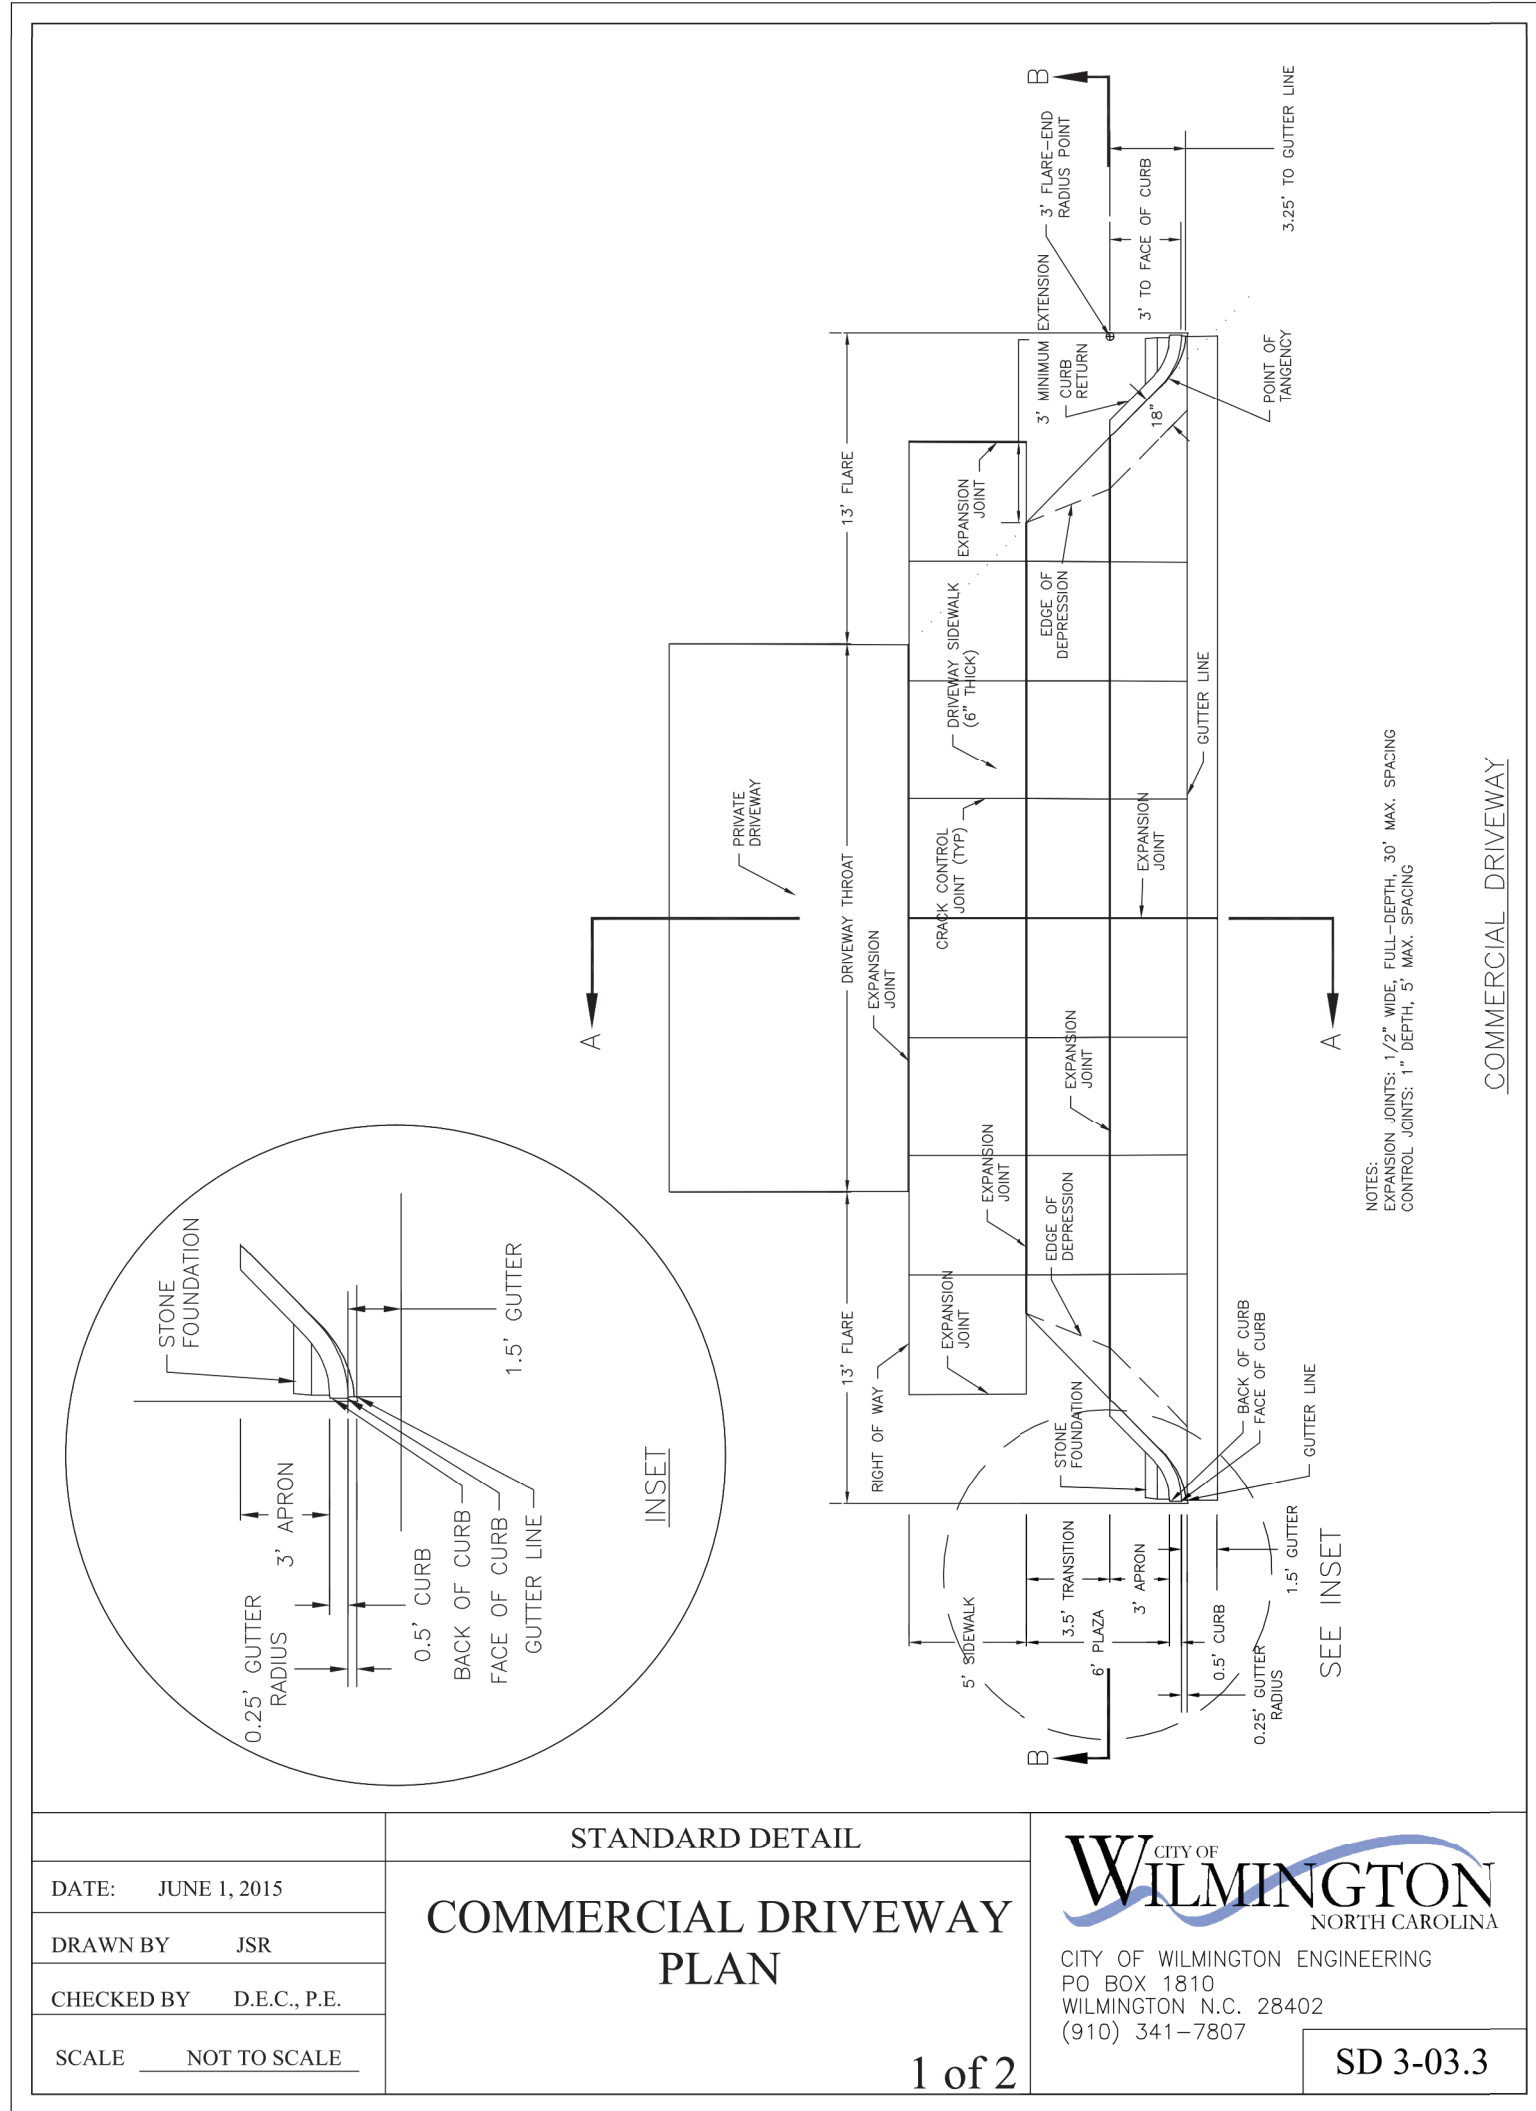 B
3' FLARE-END
RADIUS POINT
3' MINIMUM EXTENSION
CURB
RETURN
3' TO FACE OF CURB
3.25' TO GUTTER LINE
POINT OF
TANGENCY
18"
13' FLARE
EXPANSION
JOINT
EDGE OF
DEPRESSION
DRIVEWAY SIDEWALK
(6" THICK)
GUTTER LINE
PRIVATE
DRIVEWAY
DRIVEWAY THROAT
CRACK CONTROL
JOINT (TYP)
EXPANSION
JOINT
EXPANSION
JOINT
A
A
EXPANSION
JOINT
EXPANSION
JOINT
EDGE OF
DEPRESSION
EXPANSION
JOINT
13' FLARE
RIGHT OF WAY
STONE
FOUNDATION
BACK OF CURB
FACE OF CURB
GUTTER LINE
5' SIDEWALK
3.5' TRANSITION
6' PLAZA
3' APRON
0.5' CURB
0.25' GUTTER
RADIUS
1.5' GUTTER
SEE INSET
B
NOTES:
EXPANSION JOINTS: 1/2" WIDE, FULL-DEPTH, 30' MAX. SPACING
CONTROL JOINTS: 1" DEPTH, 5' MAX. SPACING
COMMERCIAL DRIVEWAY
STONE
FOUNDATION
1.5' GUTTER
3' APRON
0.25' GUTTER
RADIUS
0.5' CURB
BACK OF CURB
FACE OF CURB
GUTTER LINE
INSET
DATE: JUNE 1, 2015
DRAWN BY JSR
CHECKED BY D.E.C., P.E.
SCALE NOT TO SCALE
STANDARD DETAIL
COMMERCIAL DRIVEWAY
PLAN
1 of 2
CITY OF
WILMINGTON
NORTH CAROLINA
CITY OF WILMINGTON ENGINEERING
PO BOX 1810
WILMINGTON N.C. 28402
(910) 341-7807
SD 3-03.3